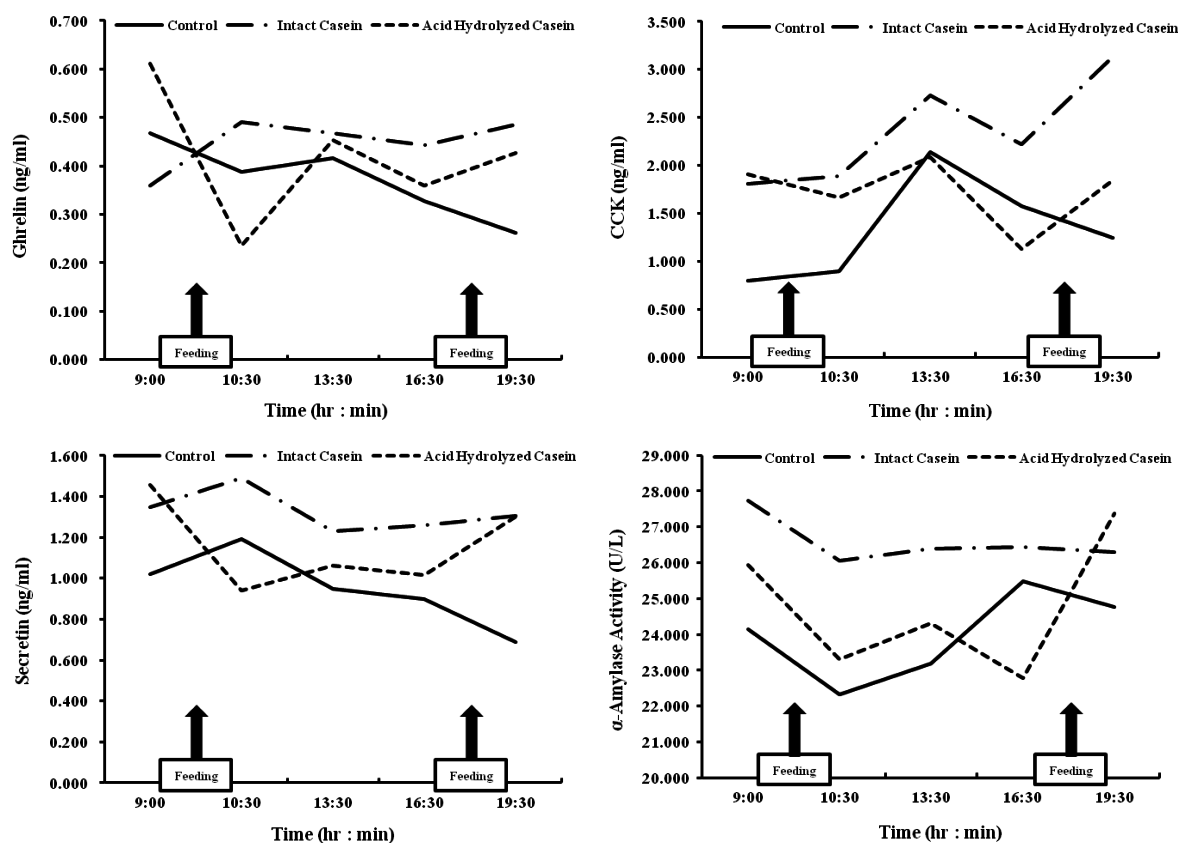 Control Intact Casein Acid Hydrolyzed Casein
Ghrelin (ng/ml)
0.700
0.600
0.500
0.400
0.300
0.200
0.100
0.000
Feeding Feeding
9:00 10:30 13:30 16:30 19:30
Time (hr : min)
Control Intact Casein Acid Hydrolyzed Casein
CCK (ng/ml)
3.500
3.000
2.500
2.000
1.500
1.000
0.500
0.000
Feeding Feeding
9:00 10:30 13:30 16:30 19:30
Time (hr : min)
Control Intact Casein Acid Hydrolyzed Casein
Secretin (ng/ml)
1.600
1.400
1.200
1.000
0.800
0.600
0.400
0.200
0.000
Feeding Feeding
9:00 10:30 13:30 16:30 19:30
Time (hr : min)
Control Intact Casein Acid Hydrolyzed Casein
α-Amylase Activity (U/L)
29.000
28.000
27.000
26.000
25.000
24.000
23.000
22.000
21.000
20.000
Feeding Feeding
9:00 10:30 13:30 16:30 19:30
Time (hr : min)